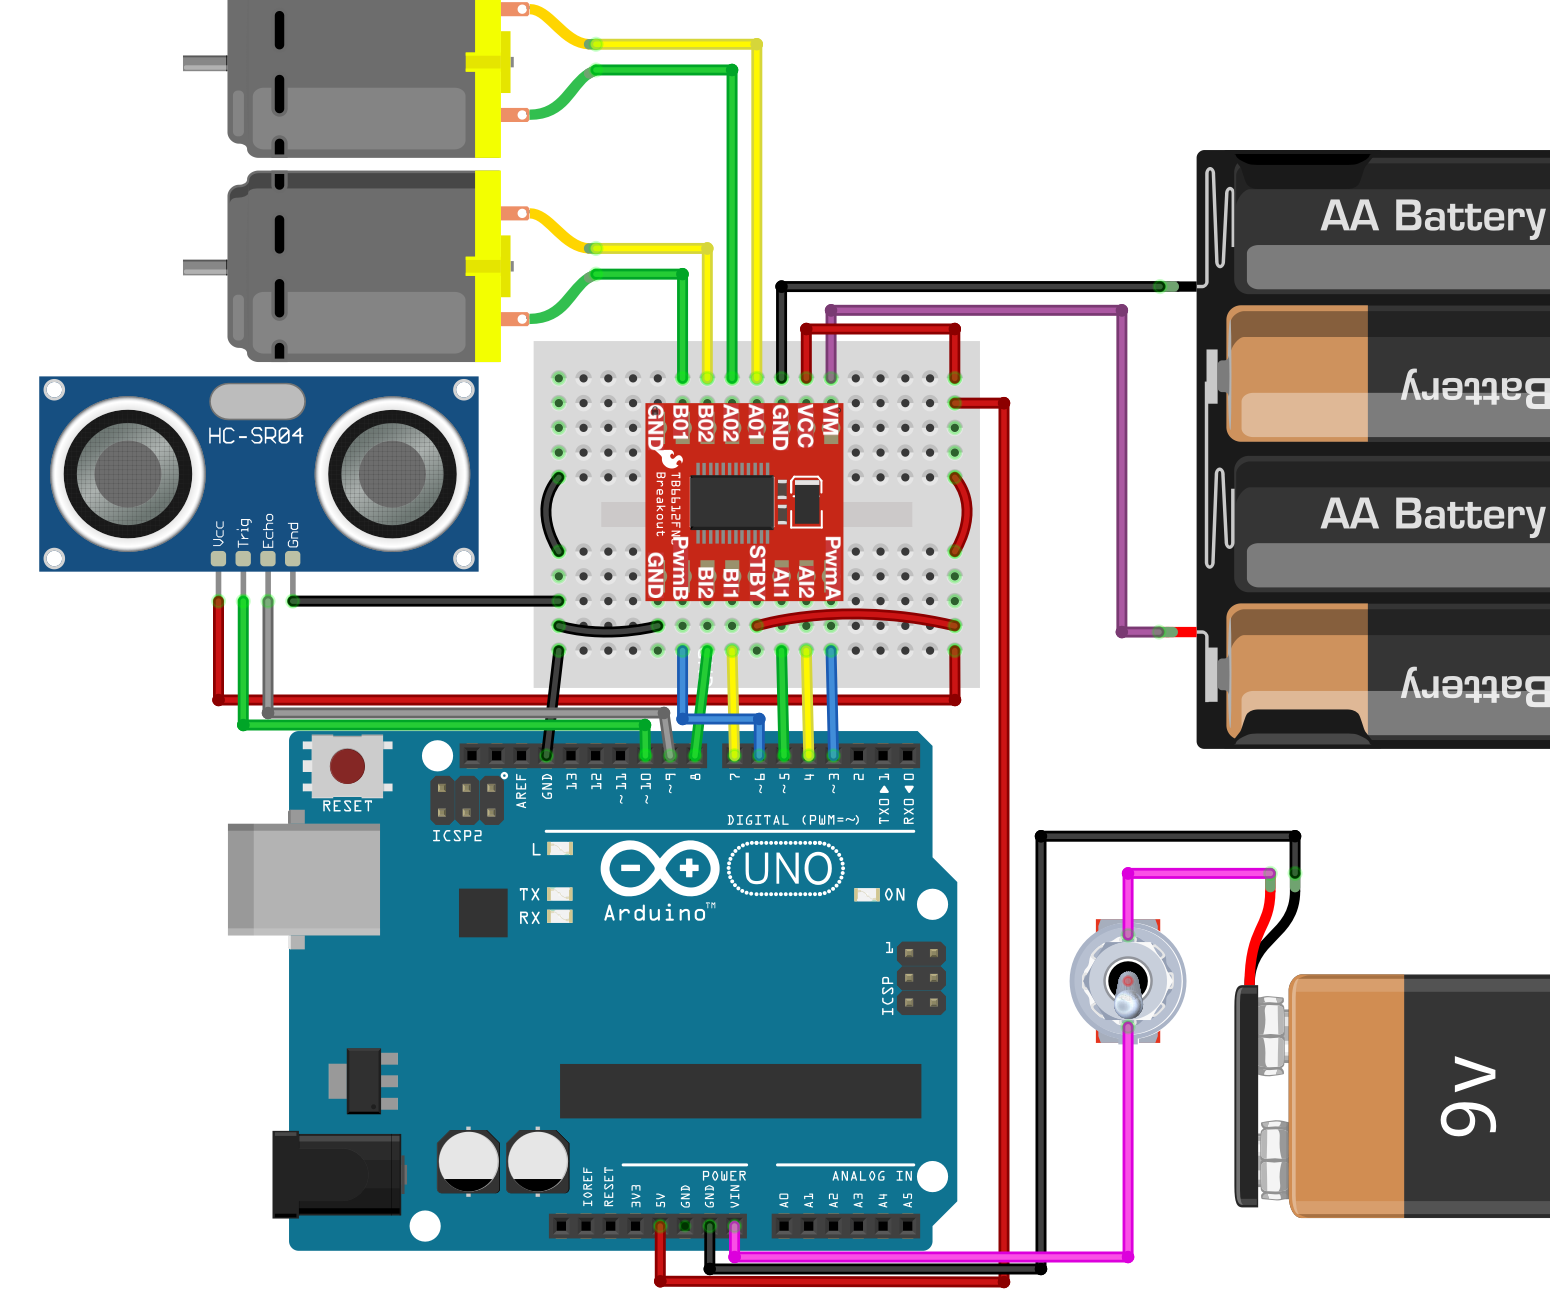 AA Battery
Battery
AA Battery
Battery
HC-SR04
Vcc
Trig
Echo
Gnd
GND
B01
B02
A02
A01
GND
VCC
VM
Breakout
GND
PwmB
BI2
BI1
STBY
AI1
AI2
PwmA
RESET
ICSP2
AREF
GND
13
12
~11
~10
~9
8
7
~6
~5
4
~3
2
TX0▶1
RX0◀0
DIGITAL (PWM=~)
L
TX
RX
UNO
Arduino™
ON
1
ICSP
9v
IOREF
RESET
3V3
5V
GND
GND
VIN
POWER
ANALOG IN
A0
A1
A2
A3
A4
A5